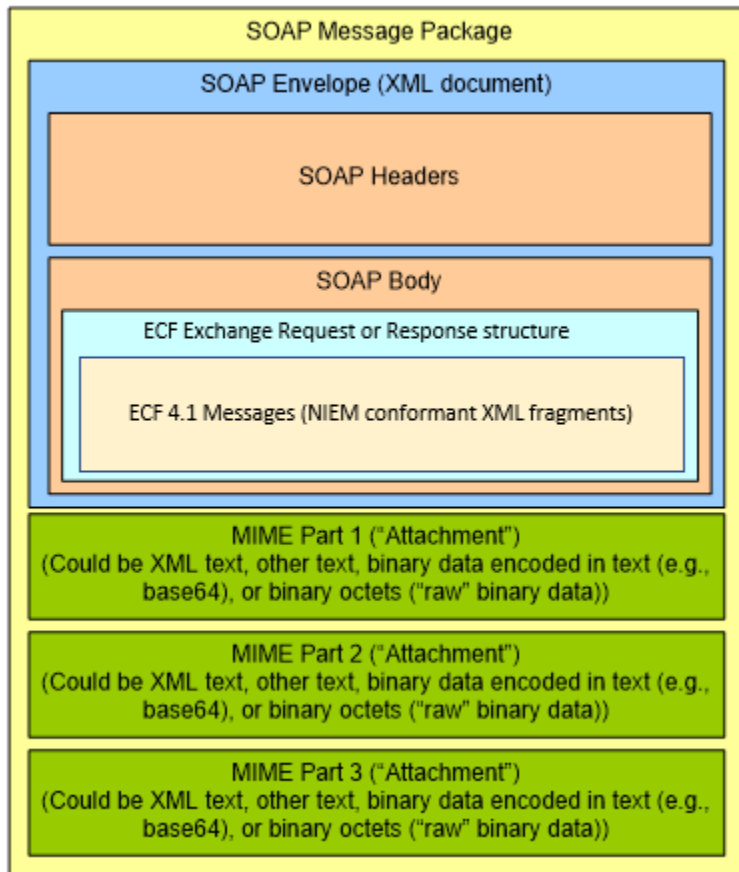 SOAP Message Package
SOAP Envelope (XML document)
SOAP Headers
SOAP Body
ECF Exchange Request or Response structure
ECF 4.1 Messages (NIEM conformant XML fragments)
MIME Part 1 (“Attachment”)
(Could be XML text, other text, binary data encoded in text (e.g.,
base64), or binary octets (“raw” binary data))
MIME Part 2 (“Attachment”)
(Could be XML text, other text, binary data encoded in text (e.g.,
base64), or binary octets (“raw” binary data))
MIME Part 3 (“Attachment”)
(Could be XML text, other text, binary data encoded in text (e.g.,
base64), or binary octets (“raw” binary data))